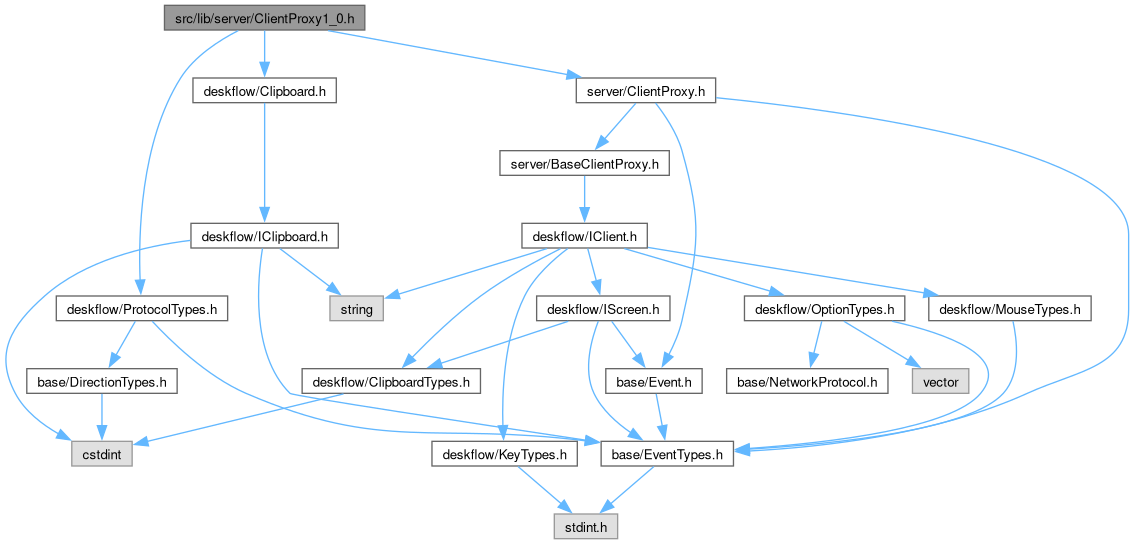 src/lib/server/ClientProxy1_0.h
deskflow/Clipboard.h
server/ClientProxy.h
server/BaseClientProxy.h
deskflow/IClipboard.h
deskflow/IClient.h
deskflow/ProtocolTypes.h
string
deskflow/IScreen.h
deskflow/OptionTypes.h
deskflow/MouseTypes.h
base/DirectionTypes.h
deskflow/ClipboardTypes.h
base/Event.h
base/NetworkProtocol.h
vector
cstdint
deskflow/KeyTypes.h
base/EventTypes.h
stdint.h